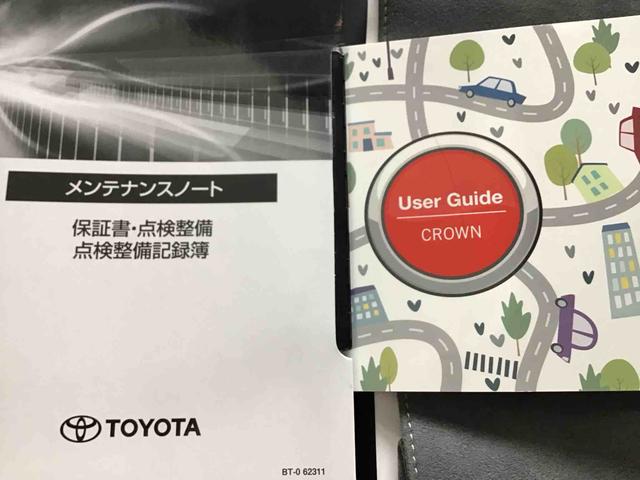 メンテナンスノート
保証書・点検整備
点検整備記録簿
TOYOTA
BT-0 62311
User Guide
CROWN